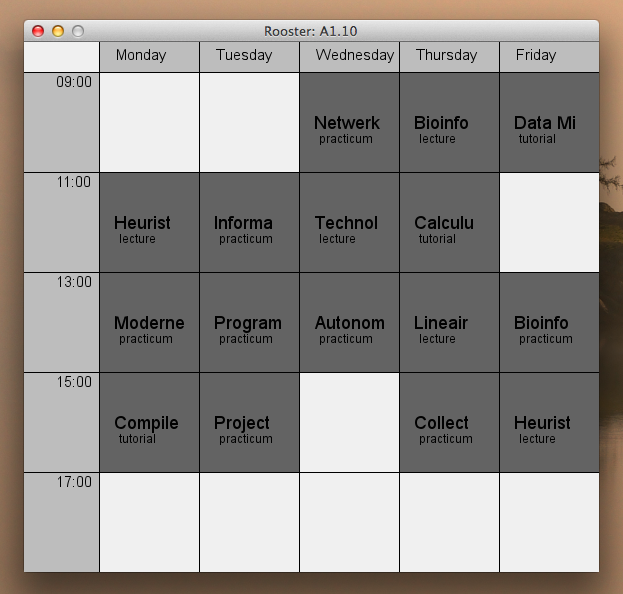 Rooster: A1.10
Monday Tuesday Wednesday Thursday Friday
09:00
Netwerk Bioinfo Data Mi
practicum lecture tutorial
11:00
Heurist Informa Technol Calculu
lecture practicum lecture tutorial
13:00
Moderne Program Autonom Lineair Bioinfo
practicum practicum practicum lecture practicum
15:00
Compile Project Collect Heurist
tutorial practicum practicum lecture
17:00